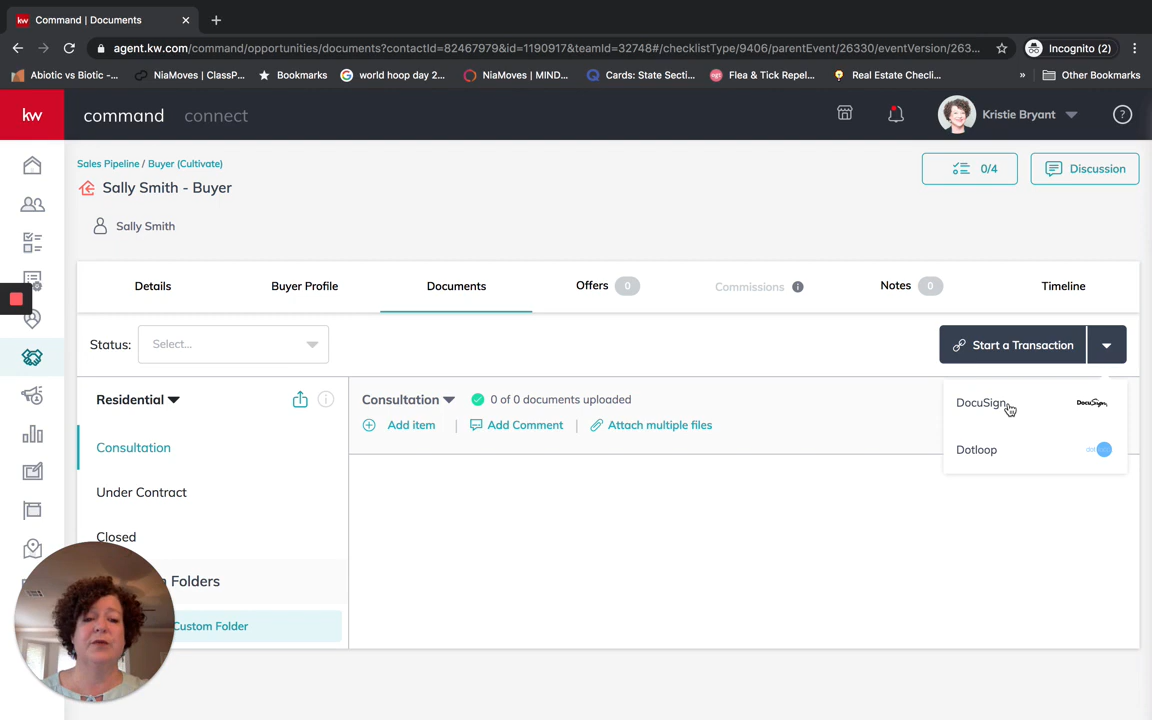 kw Command | Documents
agent.kw.com/command/opportunities/documents?contactId=82467979&id=1190917&teamId=32748#/checklistType/9406/parentEvent/26330/eventVersion/263...
Incognito (2)
Abiotic vs Biotic -...
NiaMoves | ClassP...
Bookmarks
world hoop day 2...
NiaMoves | MIND...
Cards: State Secti...
Flea & Tick Repel...
Real Estate Checli...
»
Other Bookmarks
kw
command
connect
Kristie Bryant
?
Sales Pipeline / Buyer (Cultivate)
Sally Smith - Buyer
0/4
Discussion
Sally Smith
Details
Buyer Profile
Documents
Offers 0
Commissions i
Notes 0
Timeline
Status:
Select...
Start a Transaction
DocuSign
DocuSign
Dotloop
Residential
Consultation
Under Contract
Closed
Folders
Custom Folder
Consultation
0 of 0 documents uploaded
Add item
Add Comment
Attach multiple files